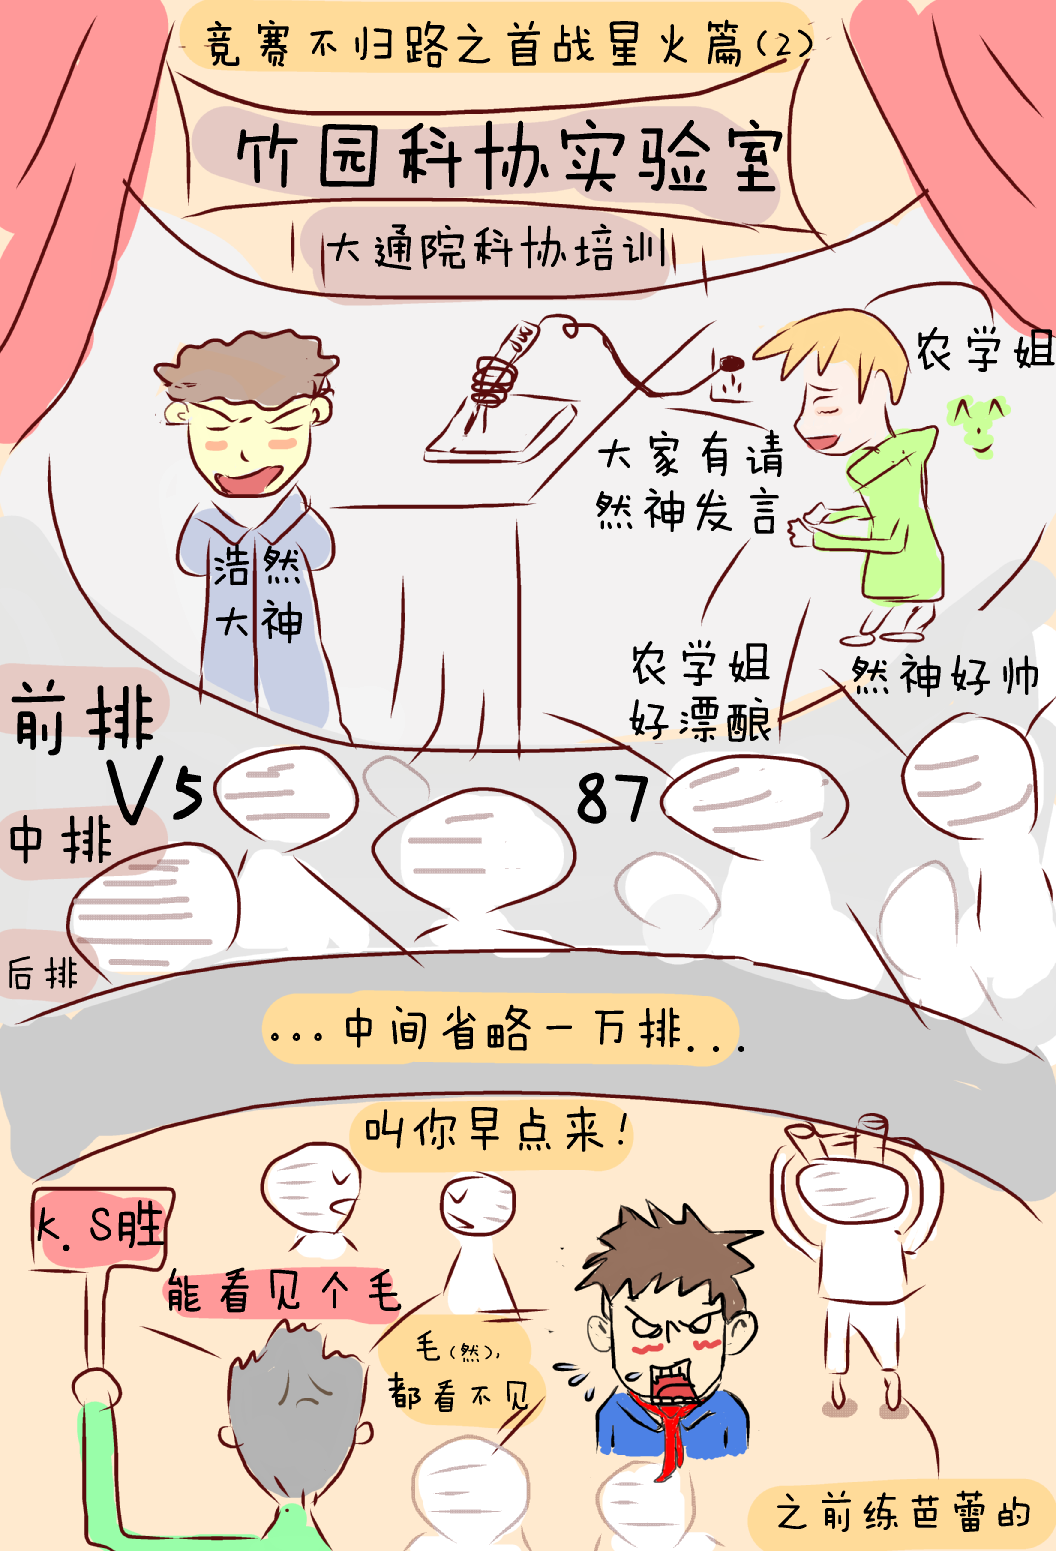 竞赛不归路之首战星火篇(2)
竹园科协实验室
大通院科协培训
农学姐
大家有请
然神发言
浩然
大神
农学姐
好漂酿
然神好帅
前排
V5
87
中排
后排
...中间省略一万排...
叫你早点来!
K.S胜
能看见个毛
毛(然),
都看不见
之前练芭蕾的